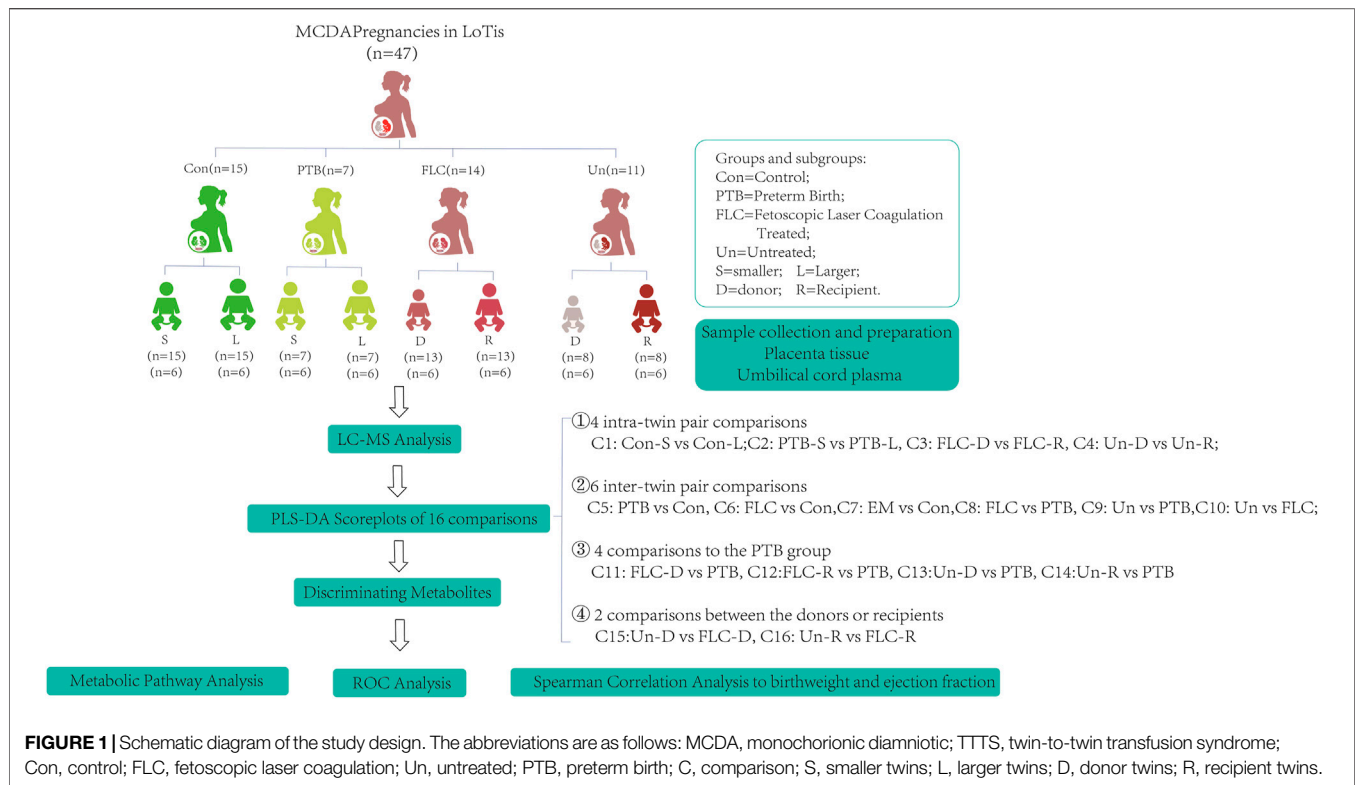 MCDAPregnancies in LoTis
(n=47)
Con(n=15) PTB(n=7) FLC(n=14) Un(n=11)
Groups and subgroups:
Con=Control;
PTB=Preterm Birth;
FLC=Fetoscopic Laser Coagulation
Treated;
Un=Untreated;
S=smaller; L=Larger;
D=donor; R=Recipient.
S L S L D R D R
(n=15) (n=15) (n=7) (n=7) (n=13) (n=13) (n=8) (n=8)
(n=6) (n=6) (n=6) (n=6) (n=6) (n=6) (n=6) (n=6)
Sample collection and preparation
Placenta tissue
Umbilical cord plasma
LC-MS Analysis
PLS-DA Scoreplots of 16 comparisons
Discriminating Metabolites
①4 intra-twin pair comparisons
C1: Con-S vs Con-L;C2: PTB-S vs PTB-L, C3: FLC-D vs FLC-R, C4: Un-D vs Un-R;
②6 inter-twin pair comparisons
C5: PTB vs Con, C6: FLC vs Con,C7: EM vs Con,C8: FLC vs PTB, C9: Un vs PTB,C10: Un vs FLC;
③ 4 comparisons to the PTB group
C11: FLC-D vs PTB, C12:FLC-R vs PTB, C13:Un-D vs PTB, C14:Un-R vs PTB
④ 2 comparisons between the donors or recipients
C15:Un-D vs FLC-D, C16: Un-R vs FLC-R
Metabolic Pathway Analysis
ROC Analysis
Spearman Correlation Analysis to birthweight and ejection fraction
FIGURE 1 | Schematic diagram of the study design. The abbreviations are as follows: MCDA, monochorionic diamniotic; TTTS, twin-to-twin transfusion syndrome;
Con, control; FLC, fetoscopic laser coagulation; Un, untreated; PTB, preterm birth; C, comparison; S, smaller twins; L, larger twins; D, donor twins; R, recipient twins.